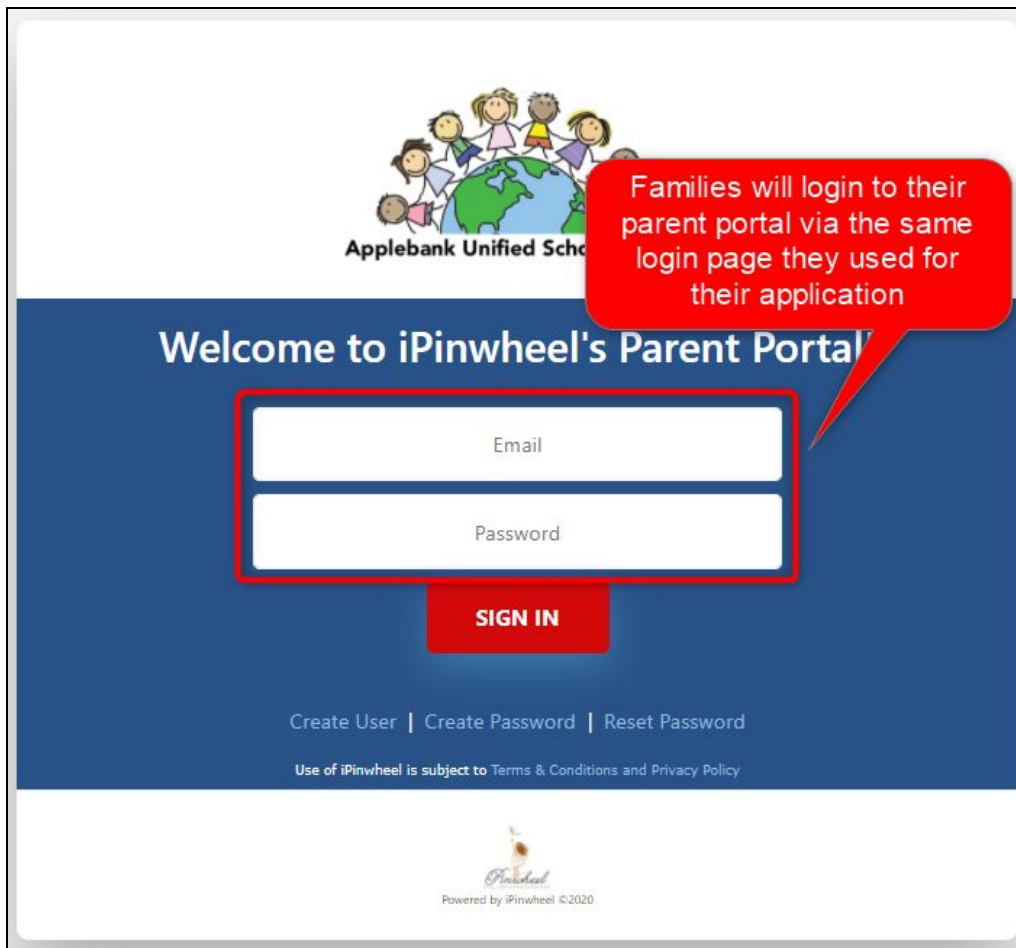 Applebank Unified
Families will login to their
parent portal via the same
login page they used for
their application
Welcome to iPinwheel's Parent Portal
Email
Password
SIGN IN
Create User | Create Password | Reset Password
Use of iPinwheel is subject to Terms & Conditions and Privacy Policy
Pinwheel
Powered by iPinwheel ©2020